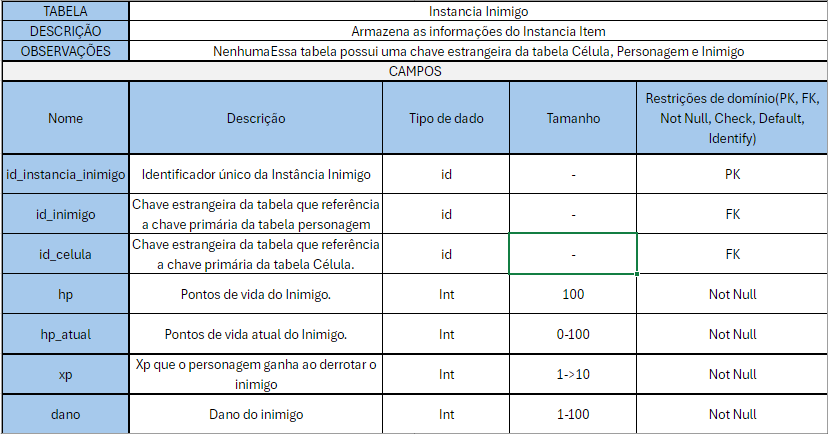 TABELA Instancia Inimigo
DESCRIÇÃO Armazena as informações do Instancia Item
OBSERVAÇÕES NenhumaEssa tabela possui uma chave estrangeira da tabela Célula, Personagem e Inimigo
CAMPOS
Nome Descrição Tipo de dado Tamanho Restrições de domínio(PK, FK,
Not Null, Check, Default,
Identify)
id_instancia_inimigo Identificador único da Instância Inimigo id - PK
id_inimigo Chave estrangeira da tabela que referência
a chave primária da tabela personagem id - FK
id_celula Chave estrangeira da tabela que referência
a chave primária da tabela Célula. id - FK
hp Pontos de vida do Inimigo. Int 100 Not Null
hp_atual Pontos de vida atual do Inimigo. Int 0-100 Not Null
xp Xp que o personagem ganha ao derrotar o
inimigo Int 1->10 Not Null
dano Dano do inimigo Int 1-100 Not Null